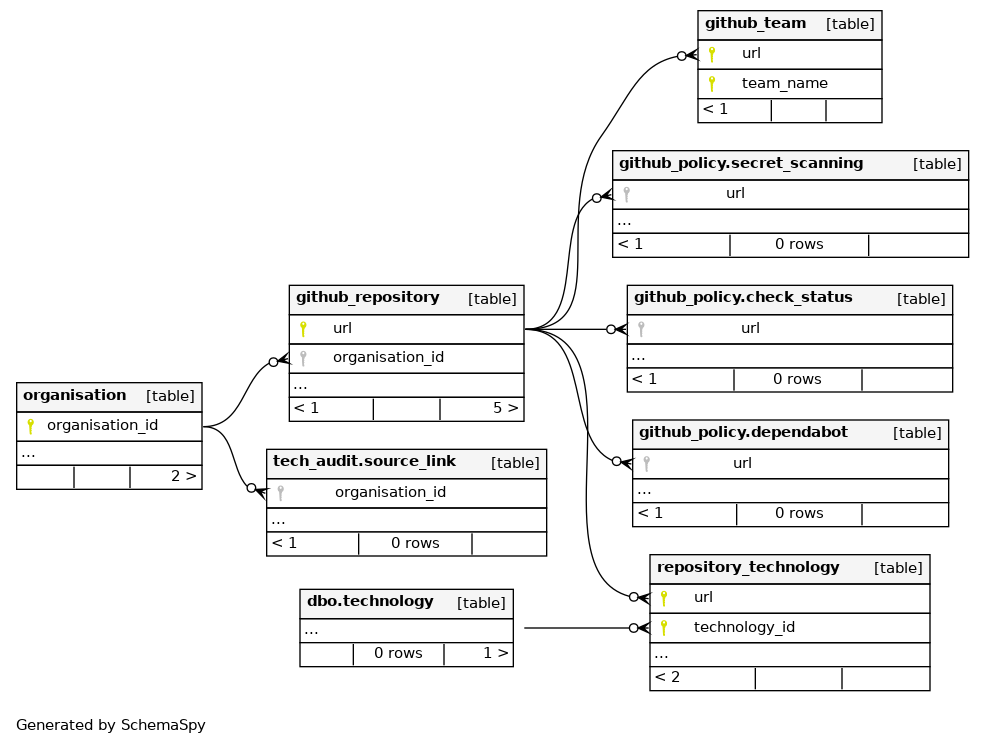 github_team [table]
url
team_name
< 1
github_policy.secret_scanning [table]
url
...
< 1 0 rows
github_repository [table]
url
organisation_id
...
< 1 5 >
github_policy.check_status [table]
url
...
< 1 0 rows
organisation [table]
organisation_id
...
2 >
github_policy.dependabot [table]
url
...
< 1 0 rows
tech_audit.source_link [table]
organisation_id
...
< 1 0 rows
repository_technology [table]
url
technology_id
...
< 2
dbo.technology [table]
...
0 rows 1 >
Generated by SchemaSpy